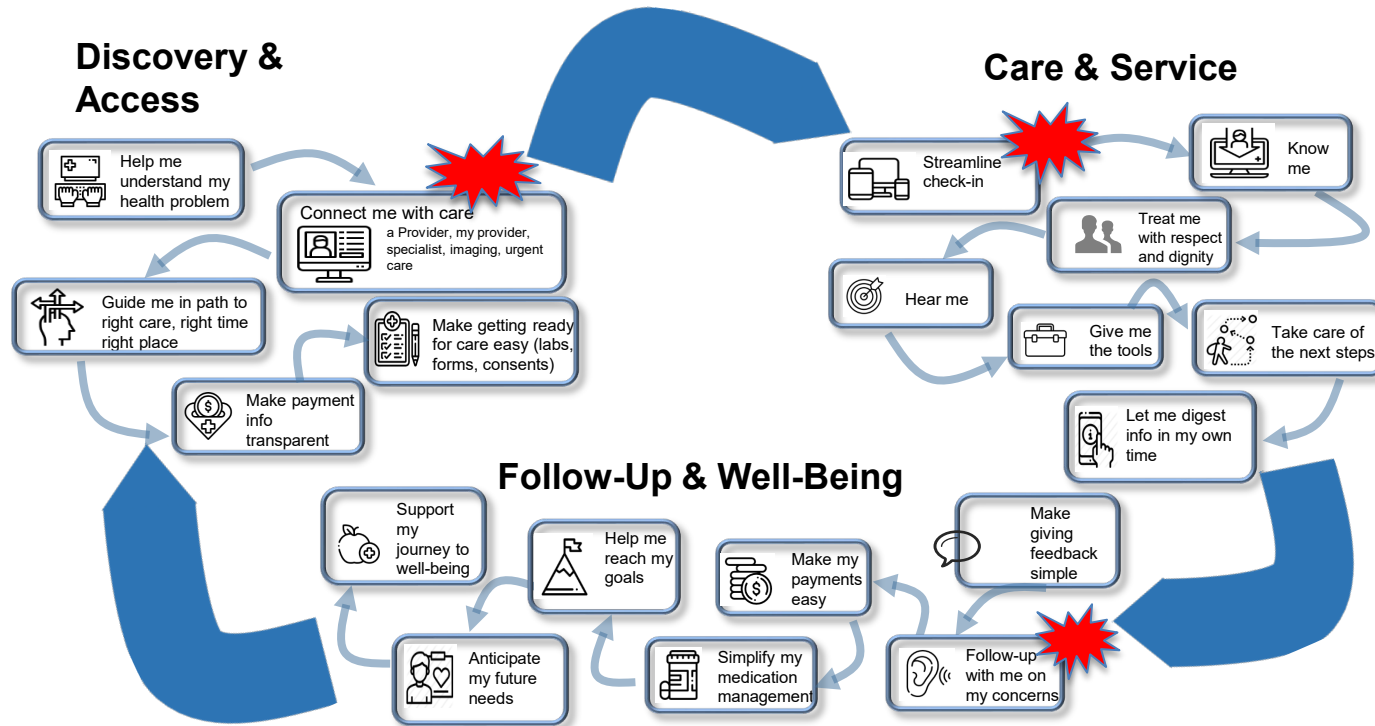 Discovery &
Access
Help me
understand my
health problem
Connect me with care
a Provider, my provider,
specialist, imaging, urgent
care
Guide me in path to
right care, right time
right place
Make payment
info
transparent
Make getting ready
for care easy (labs,
forms, consents)
Care & Service
Streamline
check-in
Know
me
Treat me
with respect
and dignity
Hear me
Give me
the tools
Take care of
the next steps
Let me digest
info in my own
time
Follow-Up & Well-Being
Make
giving
feedback
simple
Follow-up
with me on
my concerns
Make my
payments
easy
Simplify my
medication
management
Help me
reach my
goals
Anticipate
my future
needs
Support
my
journey to
well-being